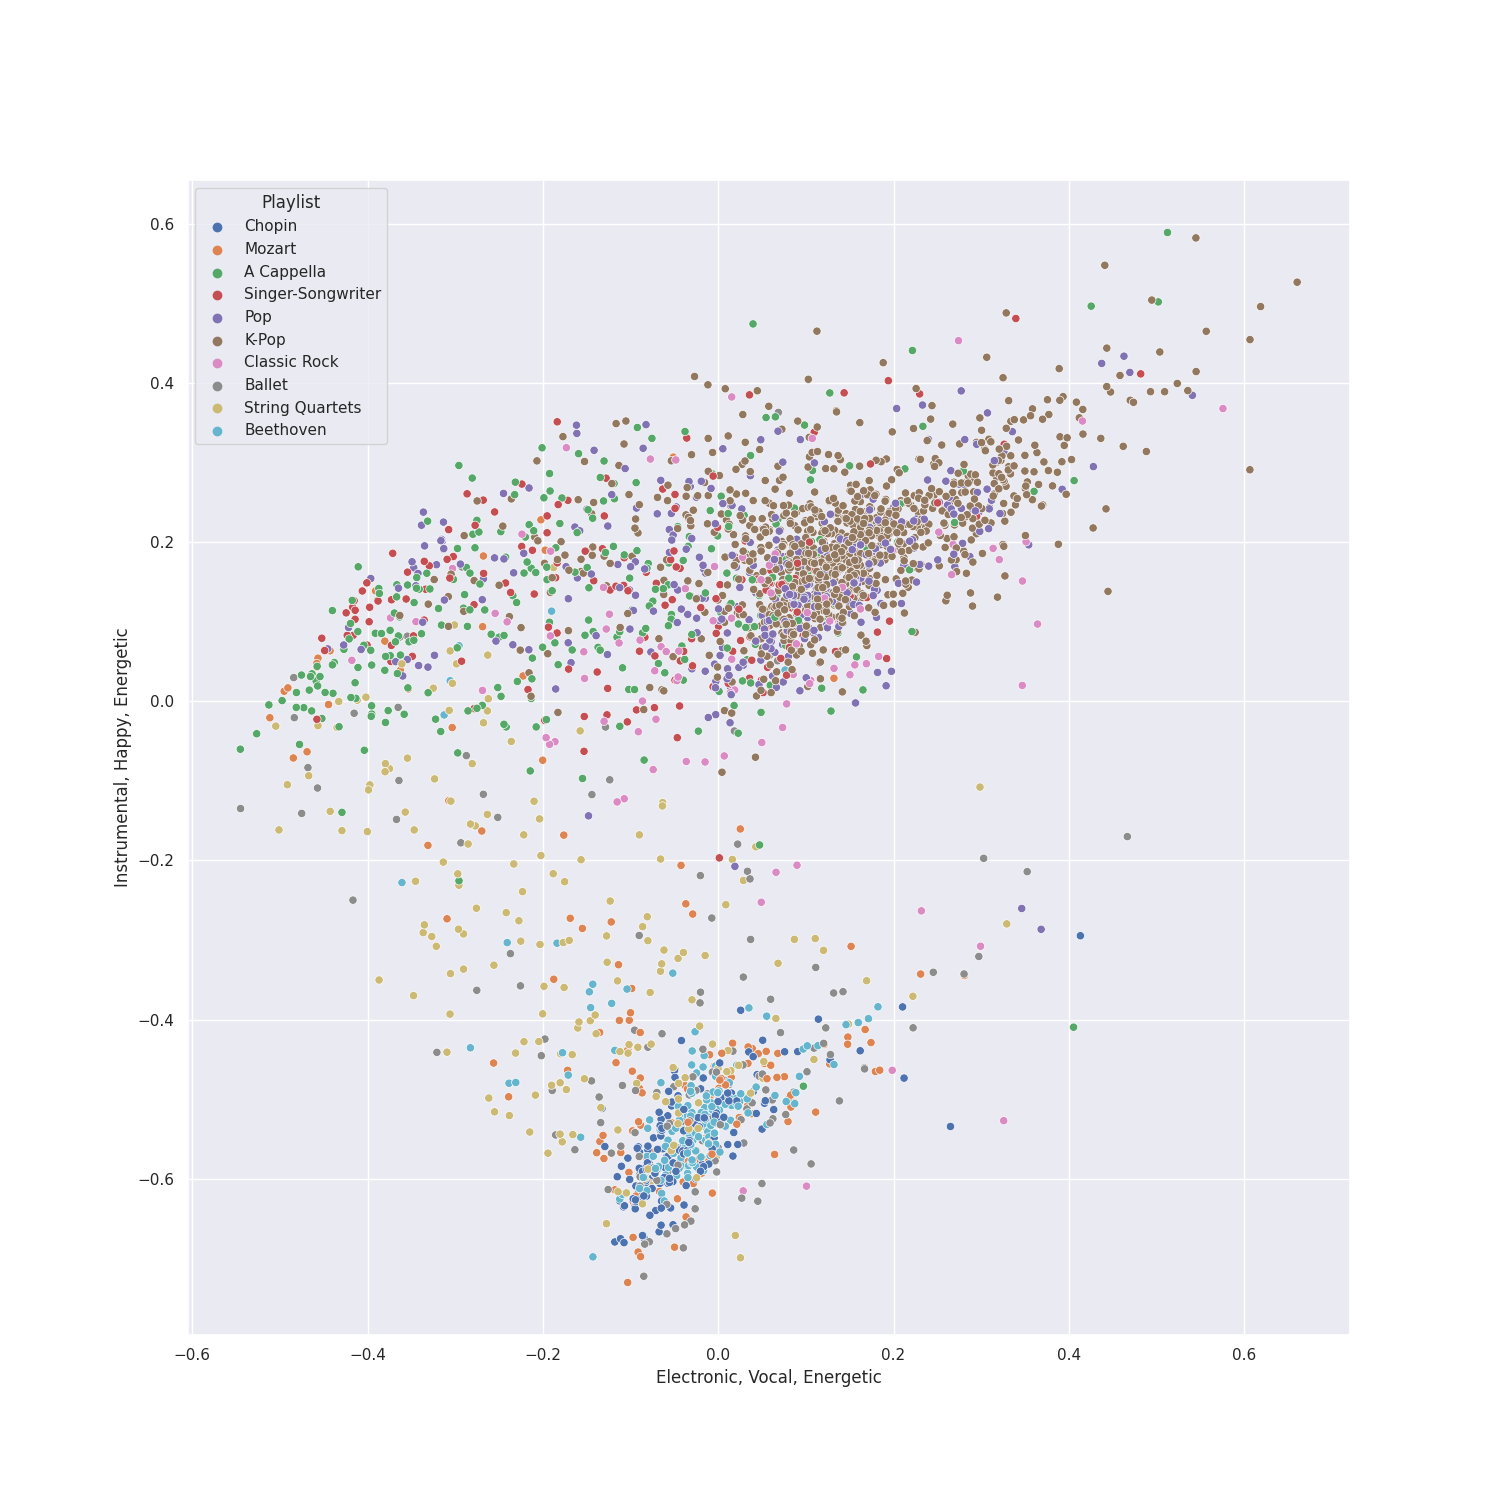 Playlist
Chopin
Mozart
A Cappella
Singer-Songwriter
Pop
K-Pop
Classic Rock
Ballet
String Quartets
Beethoven
0.6
0.4
0.2
0.0
−0.2
−0.4
−0.6
Instrumental, Happy, Energetic
−0.6
−0.4
−0.2
0.0
0.2
0.4
0.6
Electronic, Vocal, Energetic